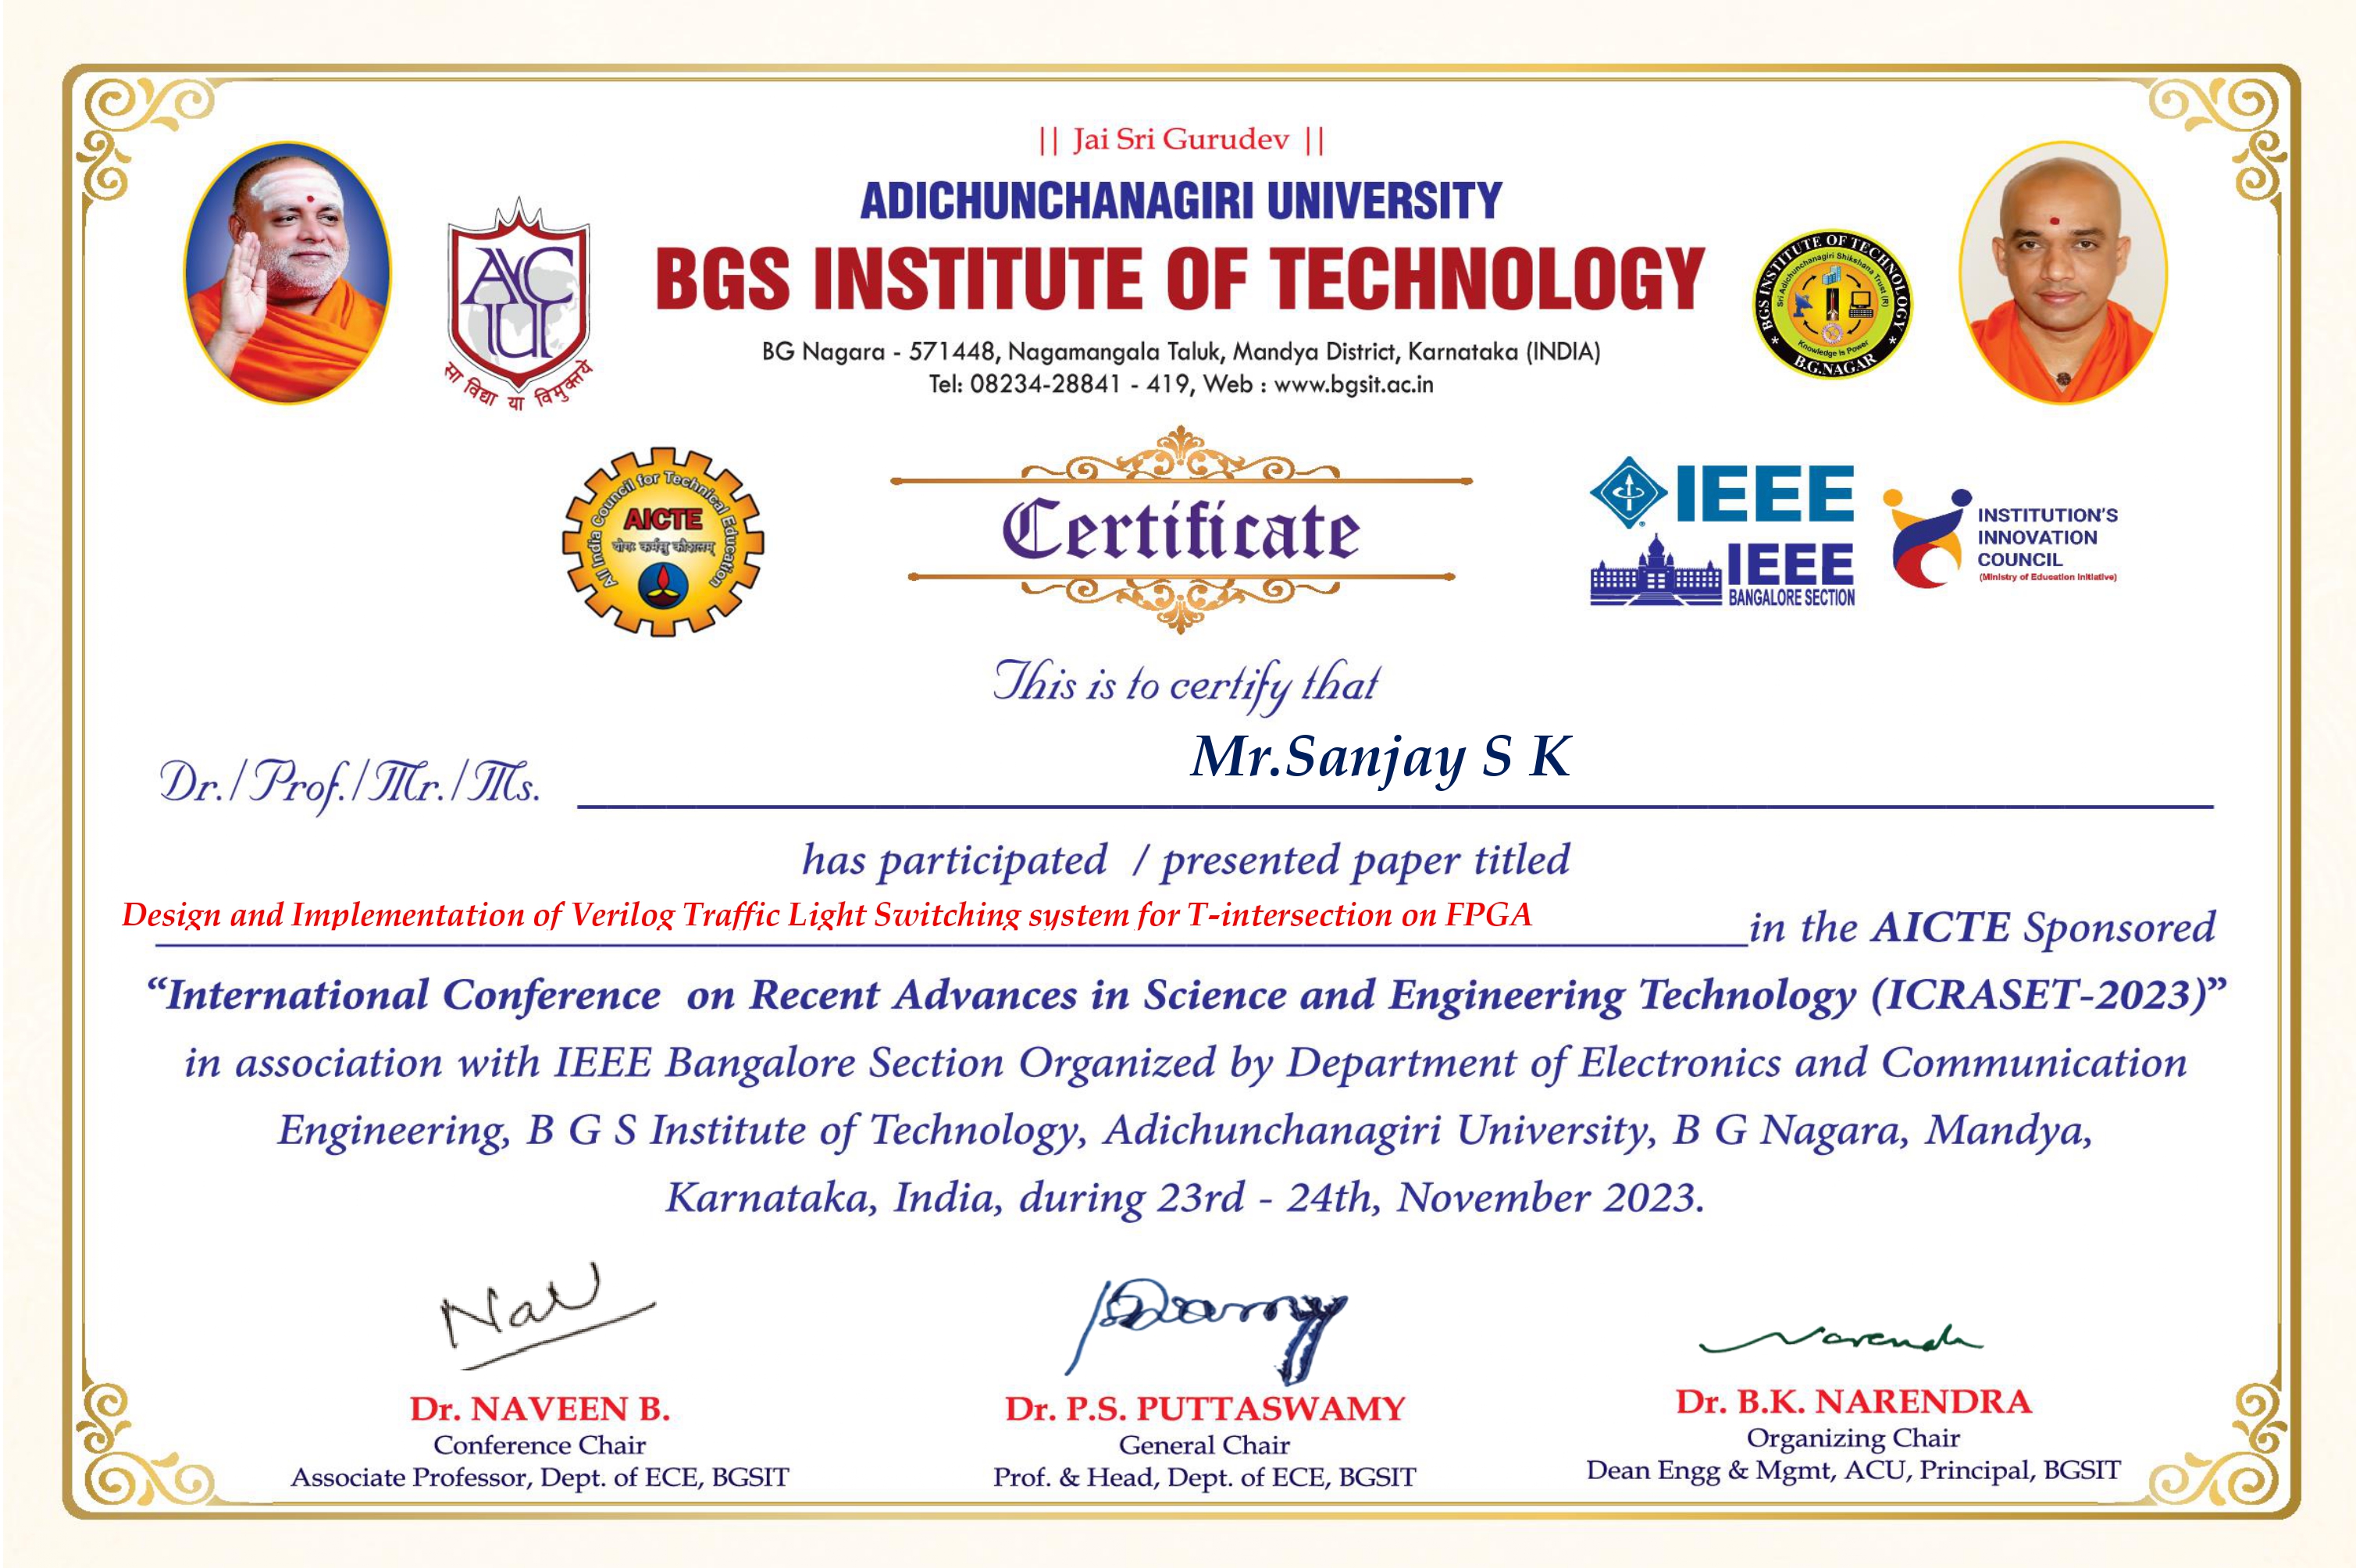 || Jai Sri Gurudev ||
ADICHUNCHANAGIRI UNIVERSITY
BGS INSTITUTE OF TECHNOLOGY
BG Nagara - 571448, Nagamangala Taluk, Mandya District, Karnataka (INDIA)
Tel: 08234-28841 - 419, Web : www.bgsit.ac.in
ACU
सा विद्या या विमुक्तये
BGS INSTITUTE OF TECHNOLOGY
Sri Adichunchanagiri Shikshana Trust (R)
Knowledge is Power
* B.G.NAGAR *
All India Council for Technical Education
AICTE
योगः कर्मसु कौशलम्
Certificate
IEEE
IEEE
BANGALORE SECTION
INSTITUTION'S
INNOVATION
COUNCIL
(Ministry of Education Initiative)
This is to certify that
Dr./Prof./Mr./Ms. Mr.Sanjay S K
has participated / presented paper titled
Design and Implementation of Verilog Traffic Light Switching system for T-intersection on FPGA in the AICTE Sponsored
“International Conference on Recent Advances in Science and Engineering Technology (ICRASET-2023)”
in association with IEEE Bangalore Section Organized by Department of Electronics and Communication
Engineering, B G S Institute of Technology, Adichunchanagiri University, B G Nagara, Mandya,
Karnataka, India, during 23rd - 24th, November 2023.
Dr. NAVEEN B.
Conference Chair
Associate Professor, Dept. of ECE, BGSIT
Dr. P.S. PUTTASWAMY
General Chair
Prof. & Head, Dept. of ECE, BGSIT
Narendr
Dr. B.K. NARENDRA
Organizing Chair
Dean Engg & Mgmt, ACU, Principal, BGSIT